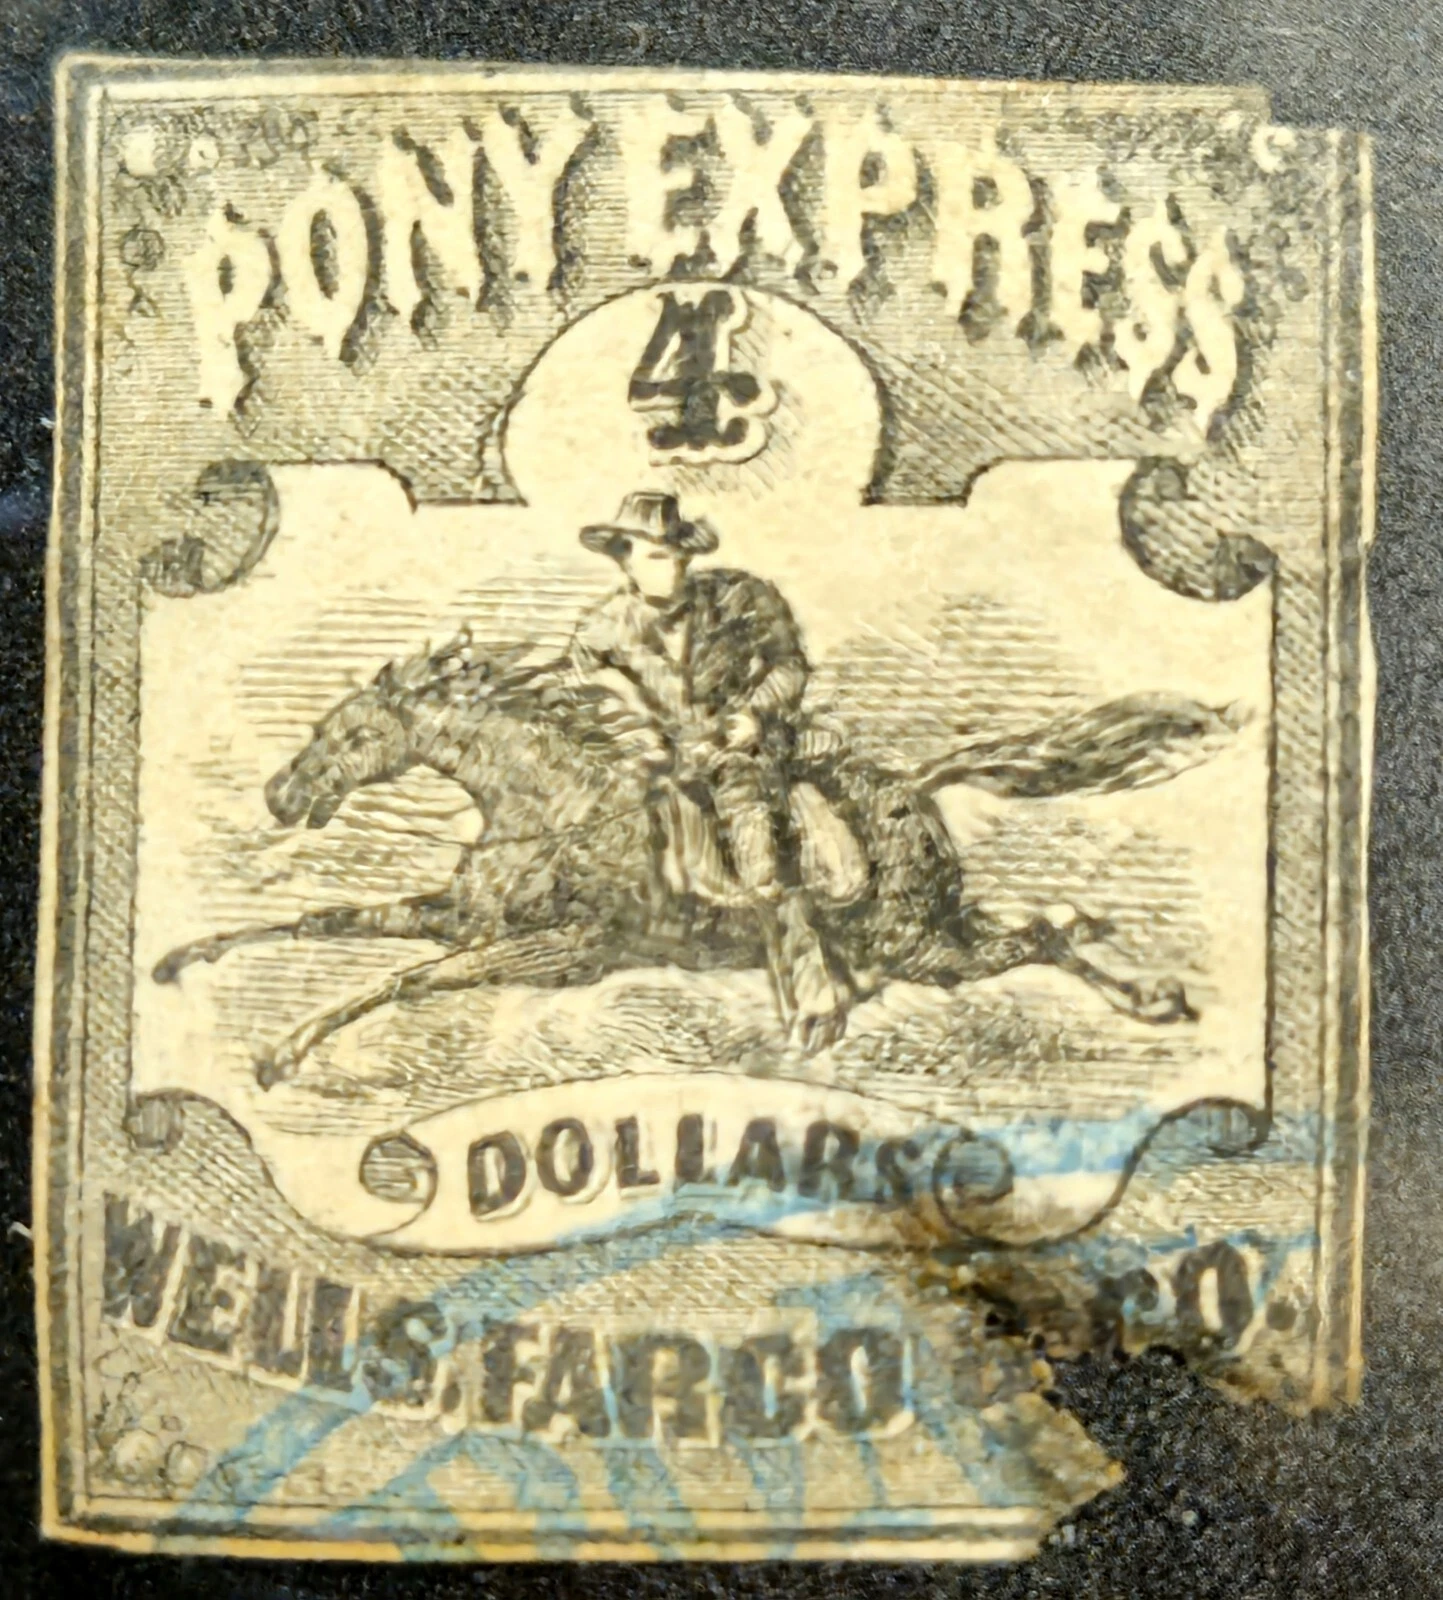 PONY EXPRESS
4
DOLLARS
WELLS. FARGO CO.